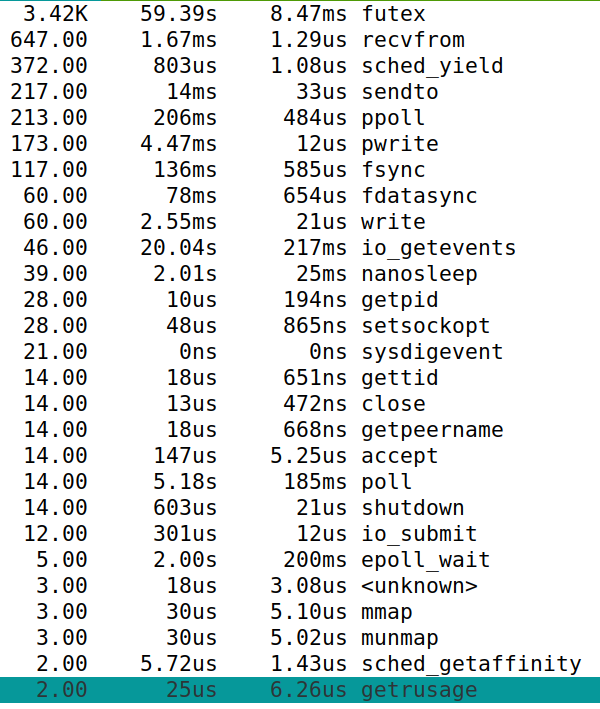 3.42K 59.39s 8.47ms futex
647.00 1.67ms 1.29us recvfrom
372.00 803us 1.08us sched_yield
217.00 14ms 33us sendto
213.00 206ms 484us ppoll
173.00 4.47ms 12us pwrite
117.00 136ms 585us fsync
60.00 78ms 654us fdatasync
60.00 2.55ms 21us write
46.00 20.04s 217ms io_getevents
39.00 2.01s 25ms nanosleep
28.00 10us 194ns getpid
28.00 48us 865ns setsockopt
21.00 0ns 0ns sysdigevent
14.00 18us 651ns gettid
14.00 13us 472ns close
14.00 18us 668ns getpeername
14.00 147us 5.25us accept
14.00 5.18s 185ms poll
14.00 603us 21us shutdown
12.00 301us 12us io_submit
5.00 2.00s 200ms epoll_wait
3.00 18us 3.08us <unknown>
3.00 30us 5.10us mmap
3.00 30us 5.02us munmap
2.00 5.72us 1.43us sched_getaffinity
2.00 25us 6.26us getrusage